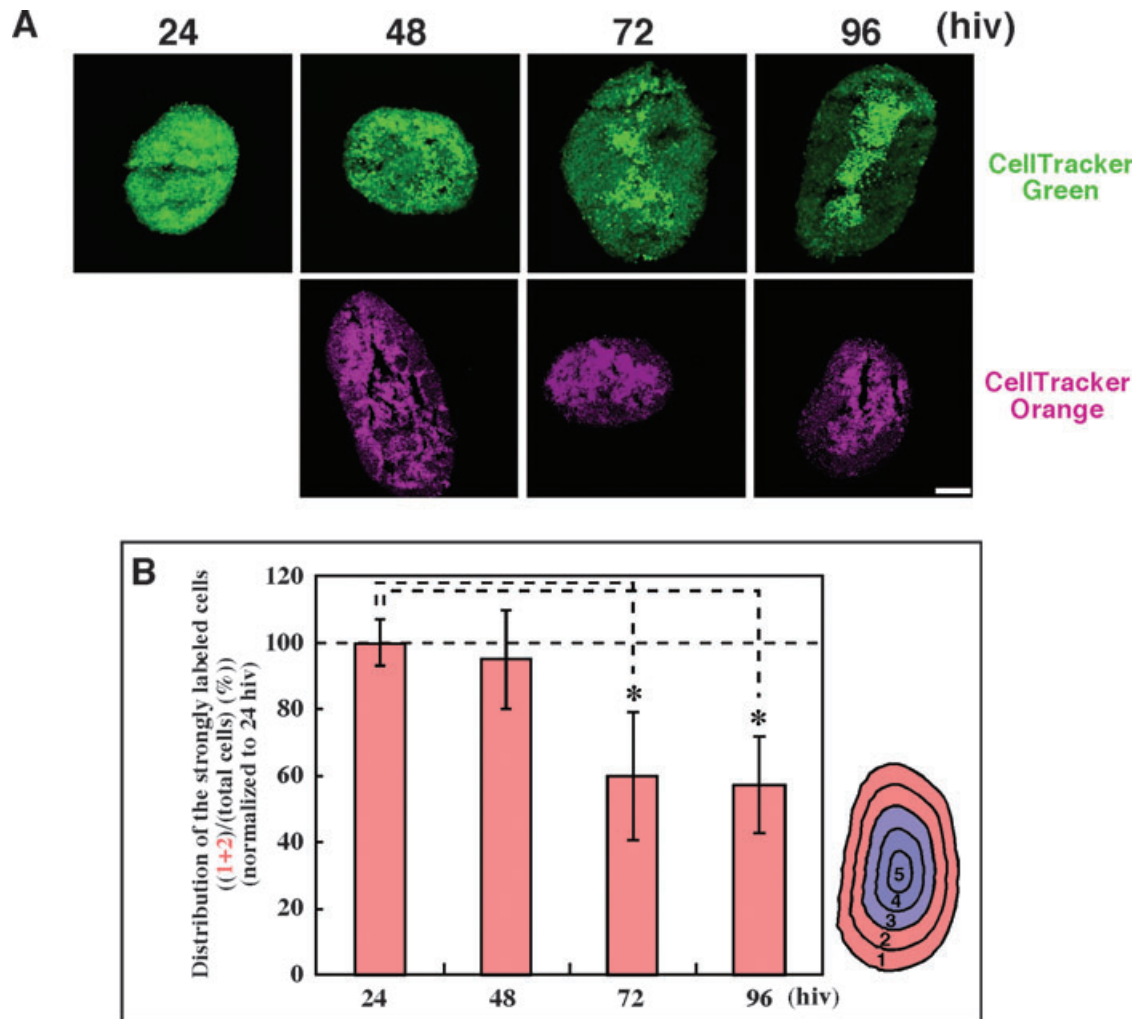 A
24 48 72 96 (hiv)
CellTracker
Green
CellTracker
Orange
B
Distribution of the strongly labeled cells
((1+2)/(total cells) (%))
(normalized to 24 hiv)
120
100
80
60
40
20
0
*
*
24 48 72 96 (hiv)
5
4
3
2
1